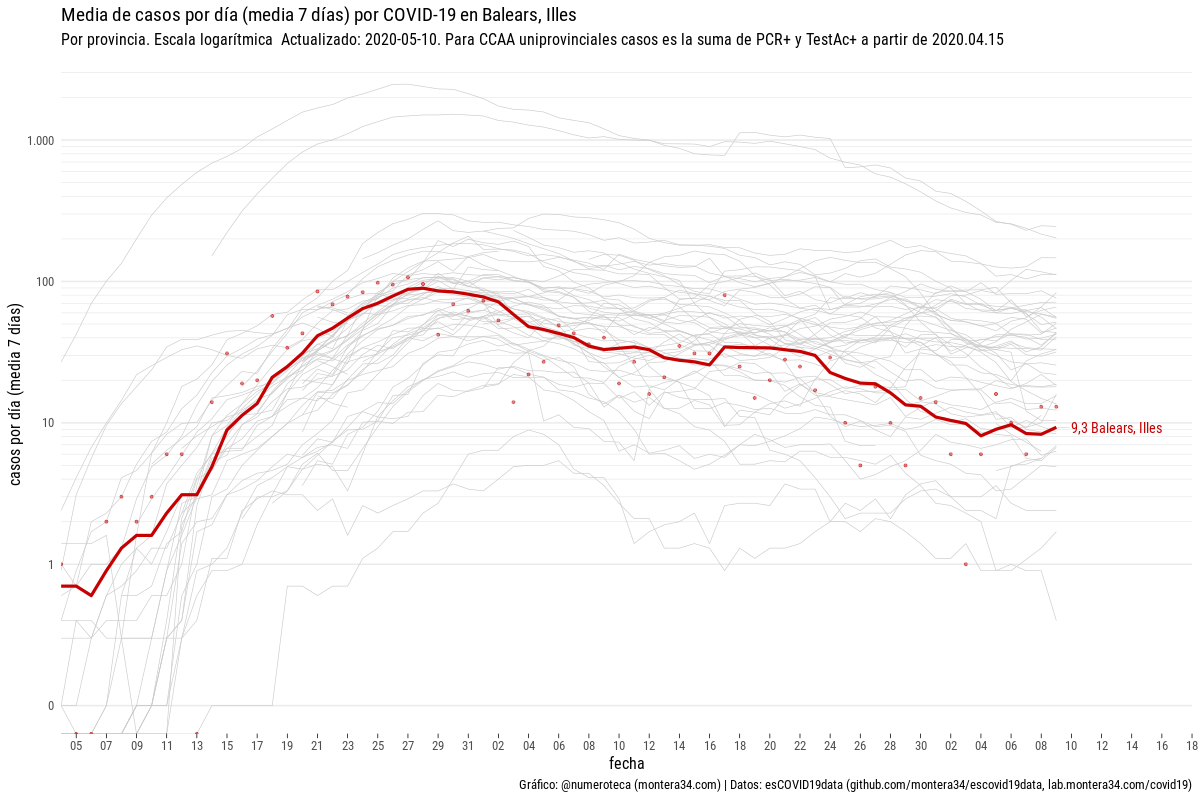 Media de casos por día (media 7 días) por COVID-19 en Balears, Illes
Por provincia. Escala logarítmica  Actualizado: 2020-05-10. Para CCAA uniprovinciales casos es la suma de PCR+ y TestAc+ a partir de 2020.04.15
casos por día (media 7 días)
1.000
100
10
1
0
9,3 Balears, Illes
05 07 09 11 13 15 17 19 21 23 25 27 29 31 02 04 06 08 10 12 14 16 18 20 22 24 26 28 30 02 04 06 08 10 12 14 16 18
fecha
Gráfico: @numeroteca (montera34.com) | Datos: esCOVID19data (github.com/montera34/escovid19data, lab.montera34.com/covid19)